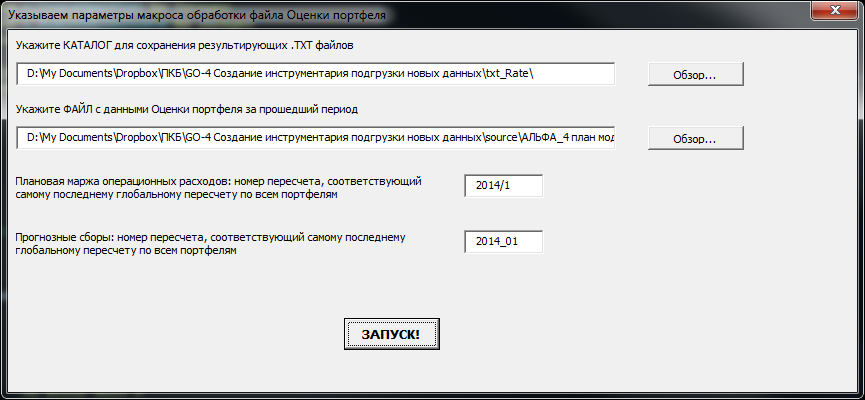 Указываем параметры макроса обработки файла Оценки портфеля
Укажите КАТАЛОГ для сохранения результирующих .TXT файлов
D:\My Documents\Dropbox\ПКБ\GO-4 Создание инструментария подгрузки новых данных\txt_Rate\
Обзор...
Укажите ФАЙЛ с данными Оценки портфеля за прошедший период
D:\My Documents\Dropbox\ПКБ\GO-4 Создание инструментария подгрузки новых данных\source\АЛЬФА_4 план мод
Обзор...
Плановая маржа операционных расходов: номер пересчета, соответствующий
самому последнему глобальному пересчету по всем портфелям
2014/1
Прогнозные сборы: номер пересчета, соответствующий самому последнему
глобальному пересчету по всем портфелям
2014_01
ЗАПУСК!